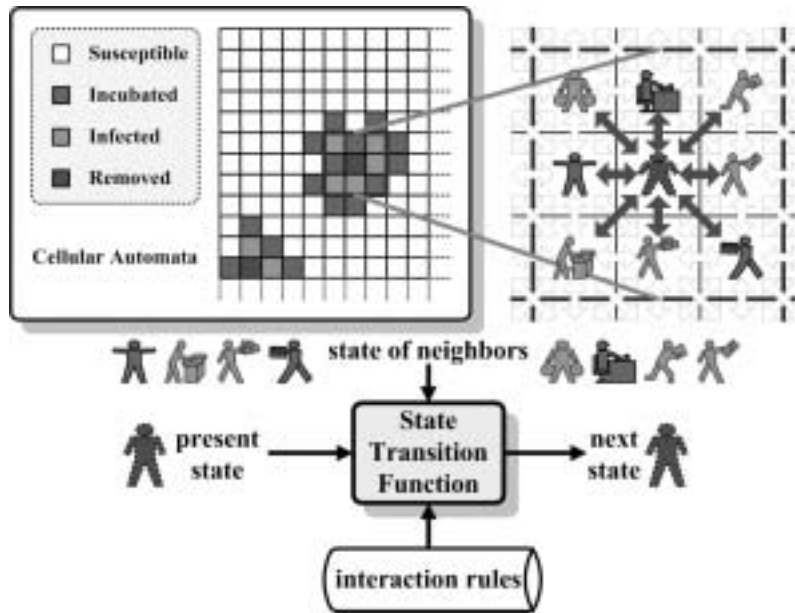 Susceptible
Incubated
Infected
Removed
Cellular Automata
state of neighbors
present
state
State
Transition
Function
next
state
interaction rules